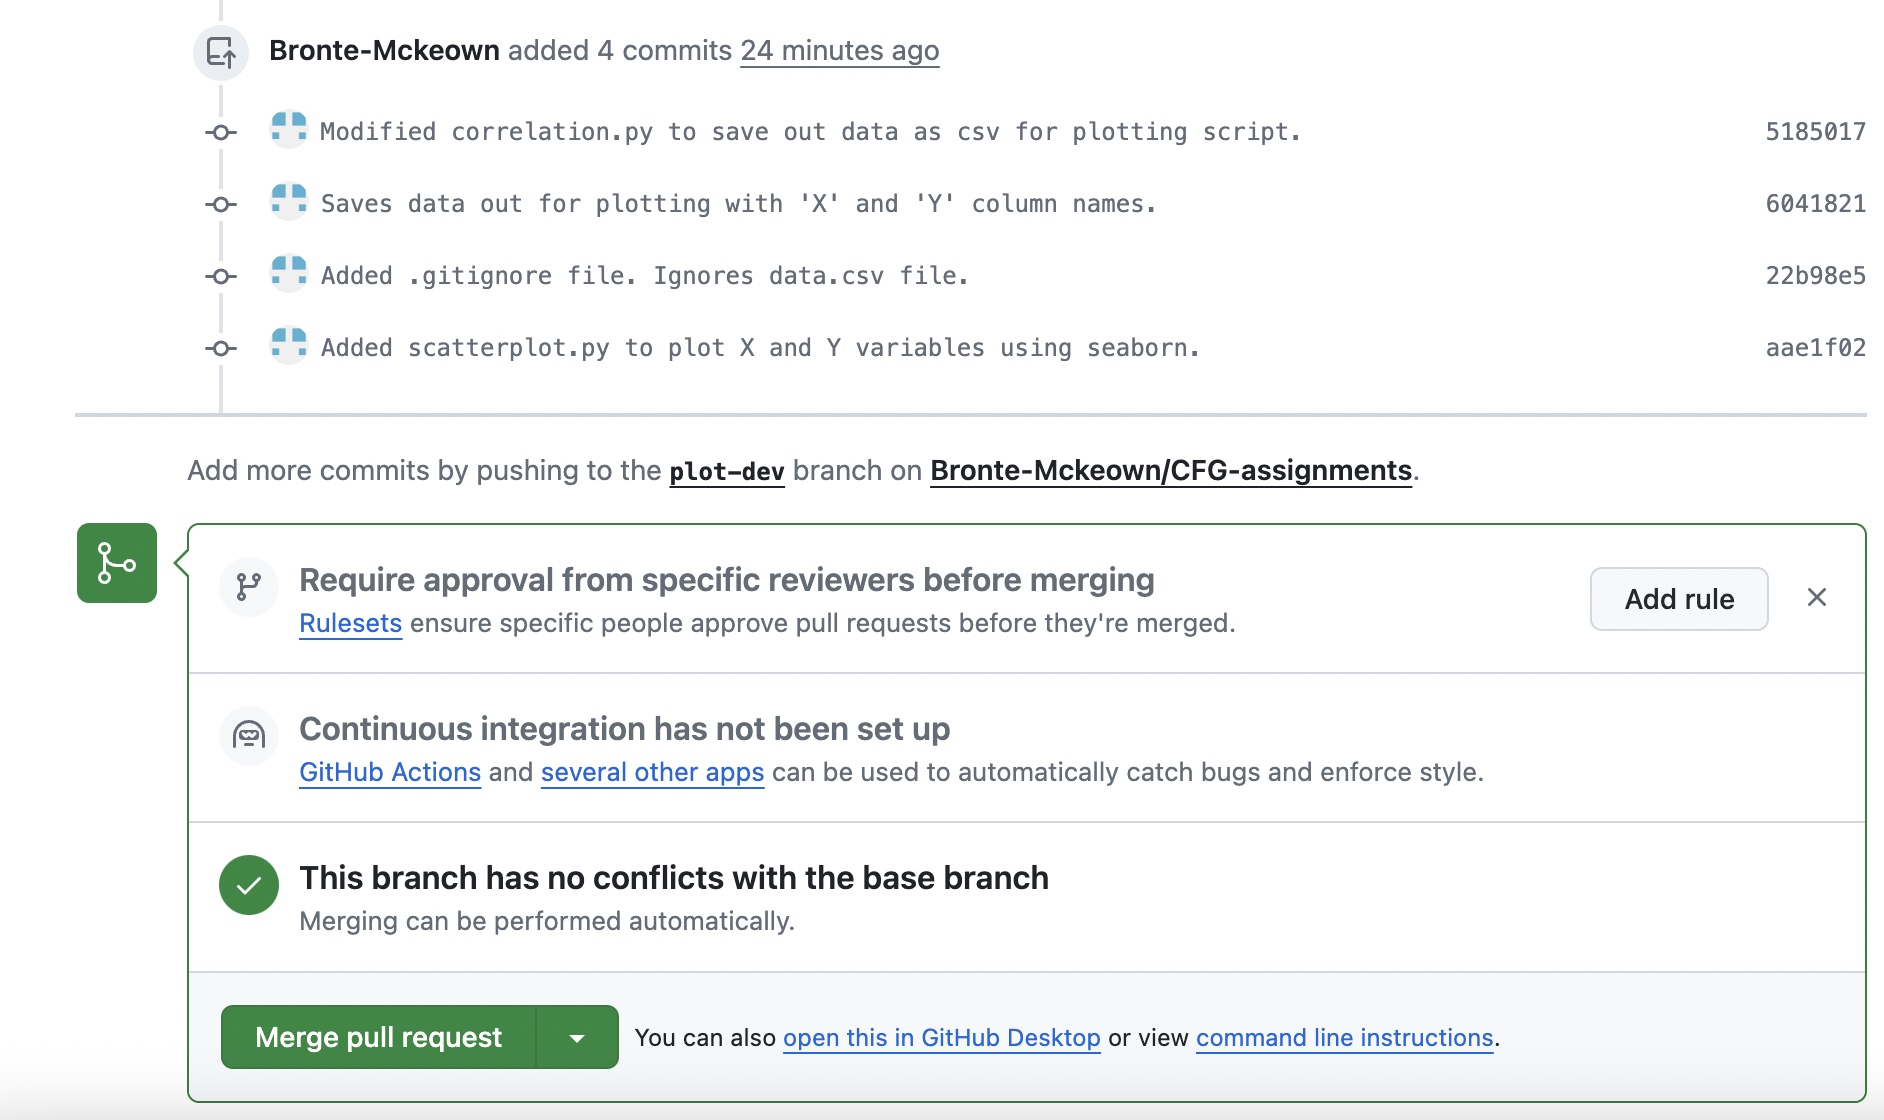 Bronte-Mckeown added 4 commits 24 minutes ago
Modified correlation.py to save out data as csv for plotting script. 5185017
Saves data out for plotting with 'X' and 'Y' column names. 6041821
Added .gitignore file. Ignores data.csv file. 22b98e5
Added scatterplot.py to plot X and Y variables using seaborn. aae1f02
Add more commits by pushing to the plot-dev branch on Bronte-Mckeown/CFG-assignments.
Require approval from specific reviewers before merging
Rulesets ensure specific people approve pull requests before they're merged.
Add rule
Continuous integration has not been set up
GitHub Actions and several other apps can be used to automatically catch bugs and enforce style.
This branch has no conflicts with the base branch
Merging can be performed automatically.
Merge pull request You can also open this in GitHub Desktop or view command line instructions.